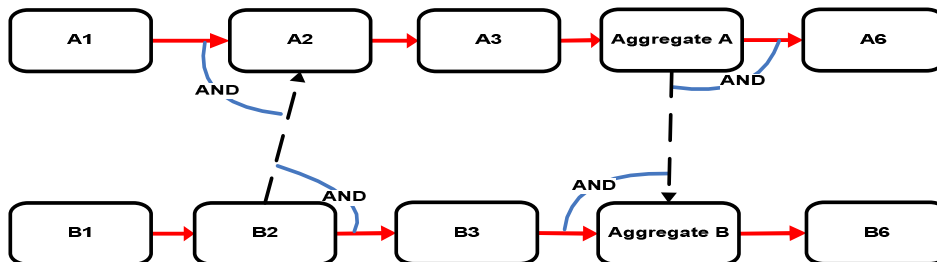 A1
A2
A3
Aggregate A
A6
AND
AND
AND
AND
B1
B2
B3
Aggregate B
B6